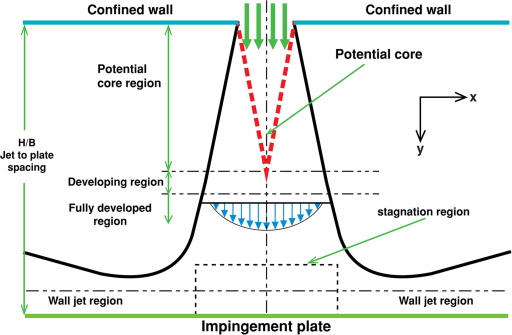 Confined wall
Confined wall
Potential
core region
Potential core
x
y
H/B
Jet to plate
spacing
Developing region
Fully developed
region
stagnation region
Wall jet region
Wall jet region
Impingement plate